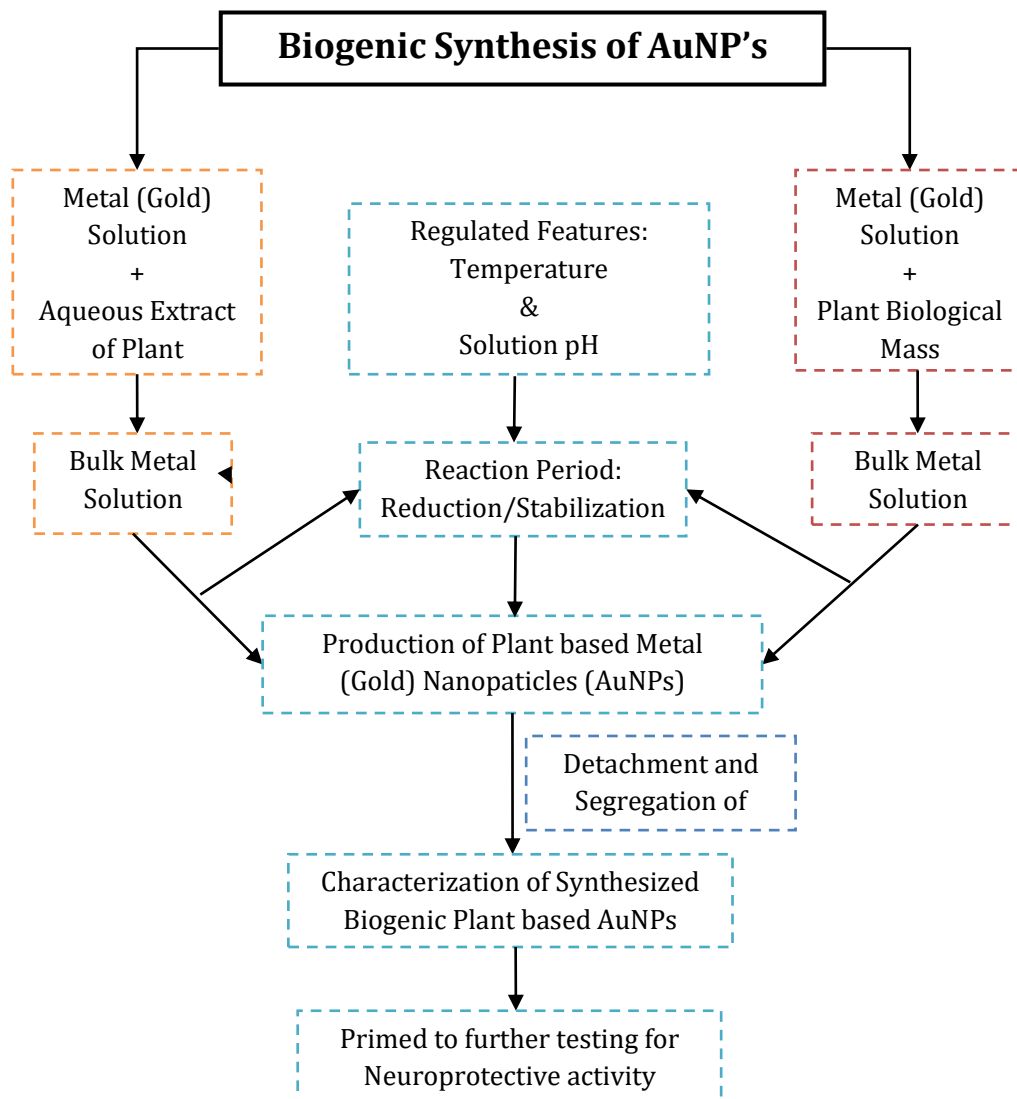 Biogenic Synthesis of AuNP’s
Metal (Gold)
Solution
+
Aqueous Extract
of Plant
Regulated Features:
Temperature
&
Solution pH
Metal (Gold)
Solution
+
Plant Biological
Mass
Bulk Metal
Solution
Reaction Period:
Reduction/Stabilization
Bulk Metal
Solution
Production of Plant based Metal
(Gold) Nanopaticles (AuNPs)
Detachment and
Segregation of
Characterization of Synthesized
Biogenic Plant based AuNPs
Primed to further testing for
Neuroprotective activity